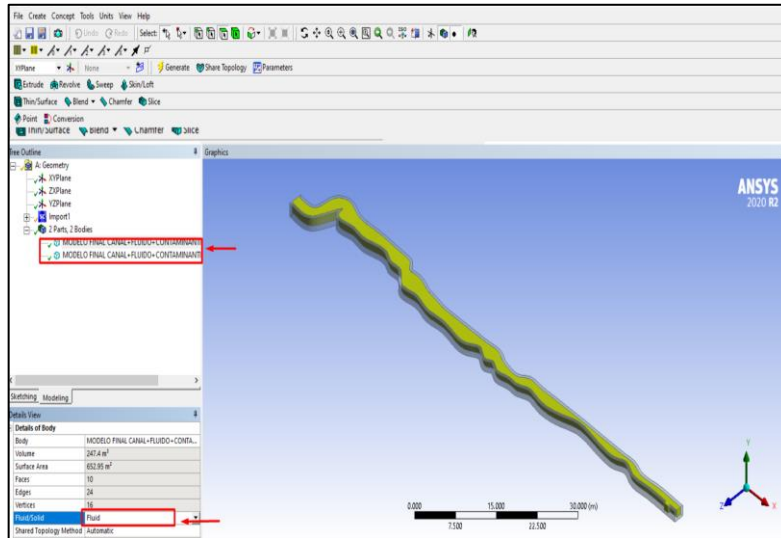 File Create Concept Tools Units View Help
Undo Redo Select:
XYPlane None Generate Share Topology Parameters
Extrude Revolve Sweep Skin/Loft
Thin/Surface Blend Chamfer Slice
Point Conversion
Thin/Surface Blend Chamfer Slice
Tree Outline
A: Geometry
XYPlane
ZXPlane
YZPlane
Import1
2 Parts, 2 Bodies
MODELO FINAL CANAL+FLUIDO+CONTAMINANT
MODELO FINAL CANAL+FLUIDO+CONTAMINANT
Sketching Modeling
Details View
Details of Body
Body MODELO FINAL CANAL+FLUIDO+CONTA...
Volume 247.4 m³
Surface Area 652.95 m²
Faces 10
Edges 24
Vertices 16
Fluid/Solid Fluid
Shared Topology Method Automatic
Graphics
ANSYS
2020 R2
0.000 15.000 30.000 (m)
7.500 22.500
Y
Z X